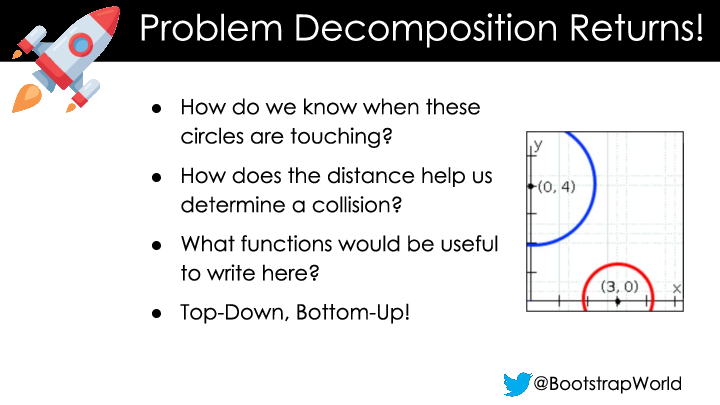 Problem Decomposition Returns!
● How do we know when these
circles are touching?
● How does the distance help us
determine a collision?
● What functions would be useful
to write here?
● Top-Down, Bottom-Up!
y
(0, 4)
(3, 0)
x
@BootstrapWorld